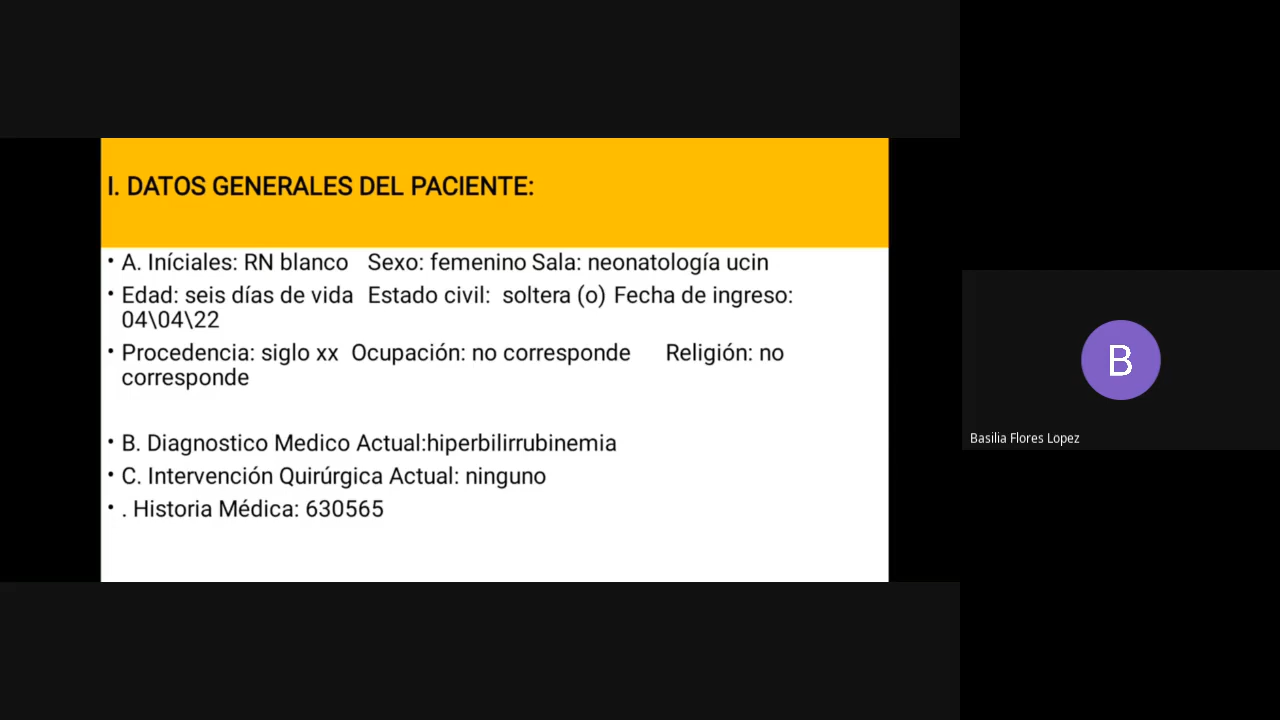 I. DATOS GENERALES DEL PACIENTE:
• A. Iníciales: RN blanco Sexo: femenino Sala: neonatología ucin
• Edad: seis días de vida Estado civil: soltera (o) Fecha de ingreso:
04\04\22
• Procedencia: siglo xx Ocupación: no corresponde Religión: no
corresponde
• B. Diagnostico Medico Actual:hiperbilirrubinemia
• C. Intervención Quirúrgica Actual: ninguno
• . Historia Médica: 630565
B
Basilia Flores Lopez